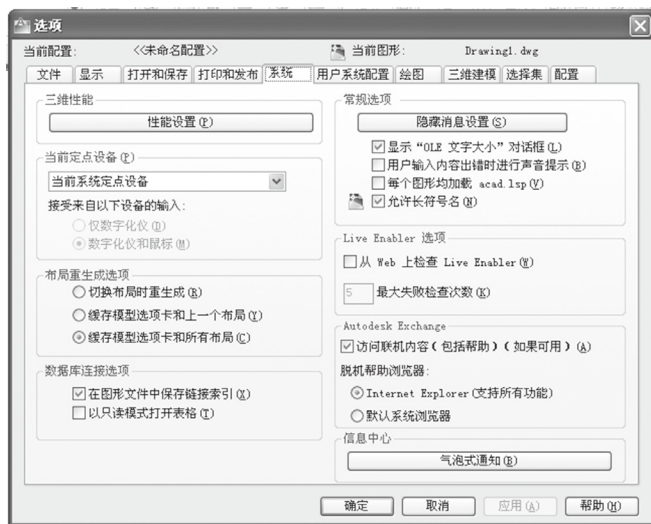 选项
当前配置: <<未命名配置>> 当前图形: Drawing1.dwg
文件 显示 打开和保存 打印和发布 系统 用户系统配置 绘图 三维建模 选择集 配置
三维性能
性能设置(P)
当前定点设备(P)
当前系统定点设备
接受来自以下设备的输入:
仅数字化仪(D)
数字化仪和鼠标(M)
布局重生成选项
切换布局时重生成(R)
缓存模型选项卡和上一个布局(Y)
缓存模型选项卡和所有布局(C)
数据库连接选项
在图形文件中保存链接索引(X)
以只读模式打开表格(T)
常规选项
隐藏消息设置(S)
显示“OLE 文字大小”对话框(L)
用户输入内容出错时进行声音提示(B)
每个图形均加载 acad.lsp(V)
允许长符号名(N)
Live Enabler 选项
从 Web 上检查 Live Enabler(W)
5 最大失败检查次数(K)
Autodesk Exchange
访问联机内容(包括帮助)(如果可用)(A)
脱机帮助浏览器:
Internet Explorer(支持所有功能)
默认系统浏览器
信息中心
气泡式通知(B)
确定 取消 应用(A) 帮助(H)